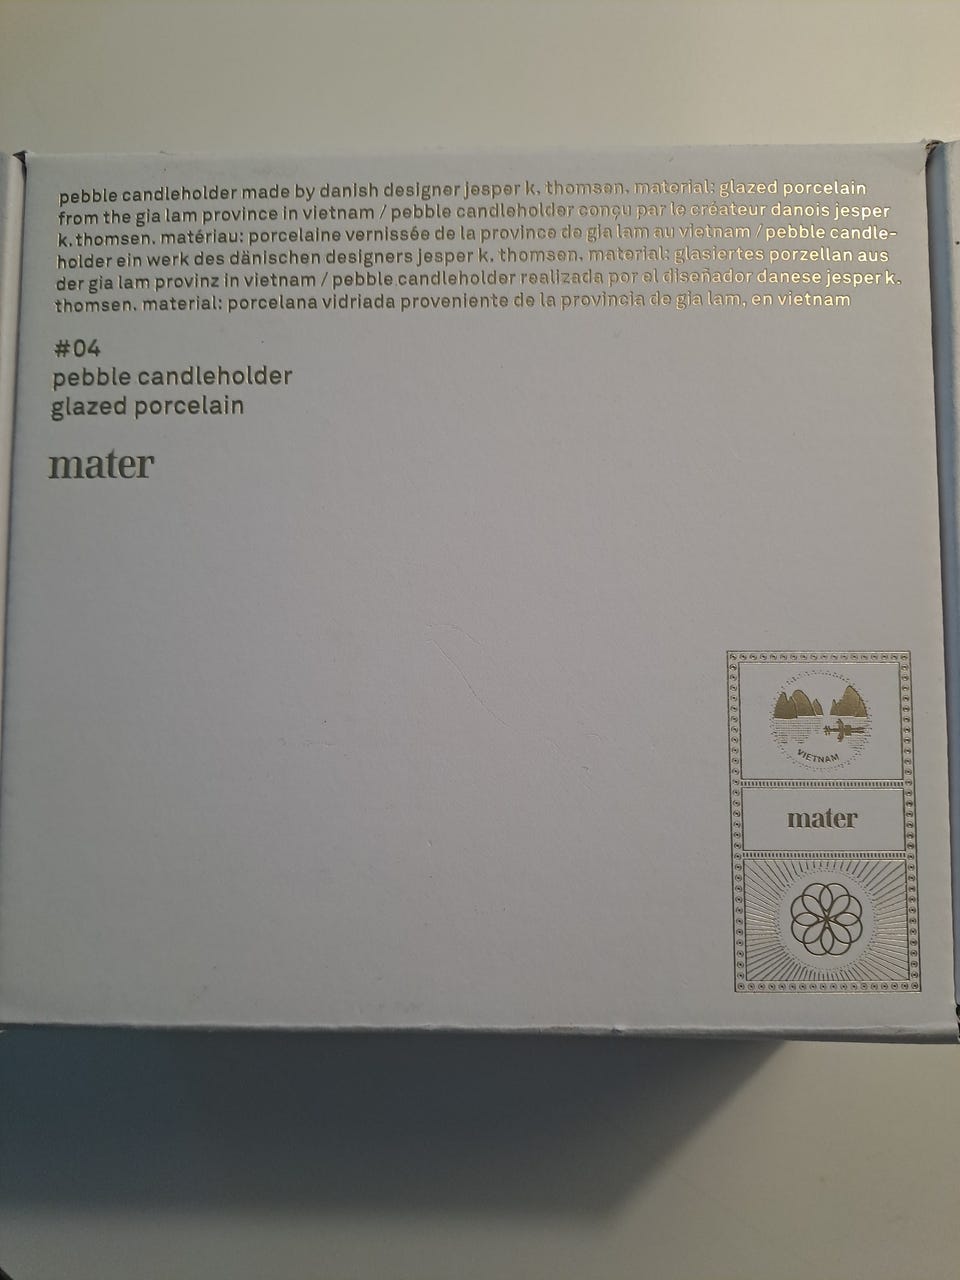 pebble candleholder made by danish designer jesper k. thomsen. material: glazed porcelain
from the gia lam province in vietnam / pebble candleholder conçu par le créateur danois jesper
k. thomsen. matériau: porcelaine vernissée de la province de gia lam au vietnam / pebble candle-
holder ein werk des dänischen designers jesper k. thomsen. material: glasiertes porzellan aus
der gia lam provinz in vietnam / pebble candleholder realizada por el diseñador danese jesper k.
thomsen. material: porcelana vidriada proveniente de la provincia de gia lam, en vietnam
#04
pebble candleholder
glazed porcelain
mater
VIETNAM
mater